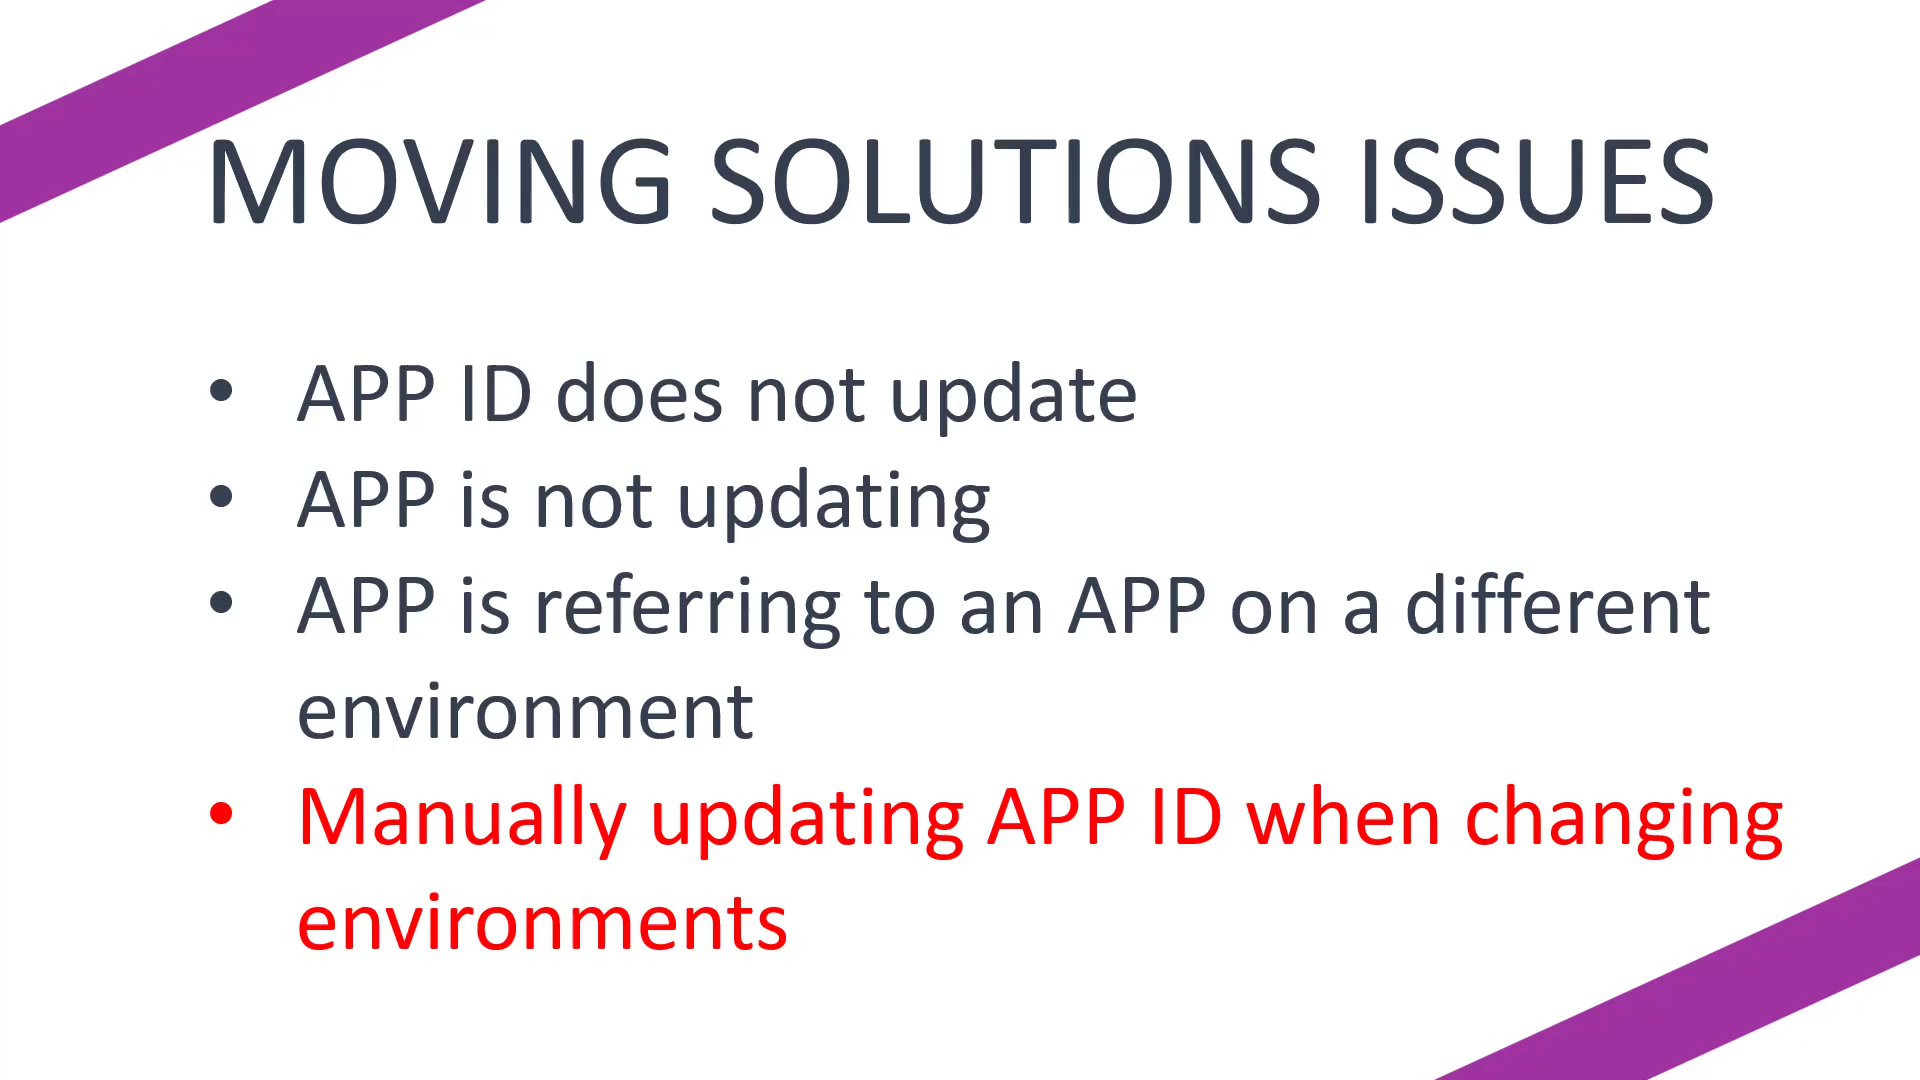 MOVING SOLUTIONS ISSUES
• APP ID does not update
• APP is not updating
• APP is referring to an APP on a different
environment
• Manually updating APP ID when changing
environments